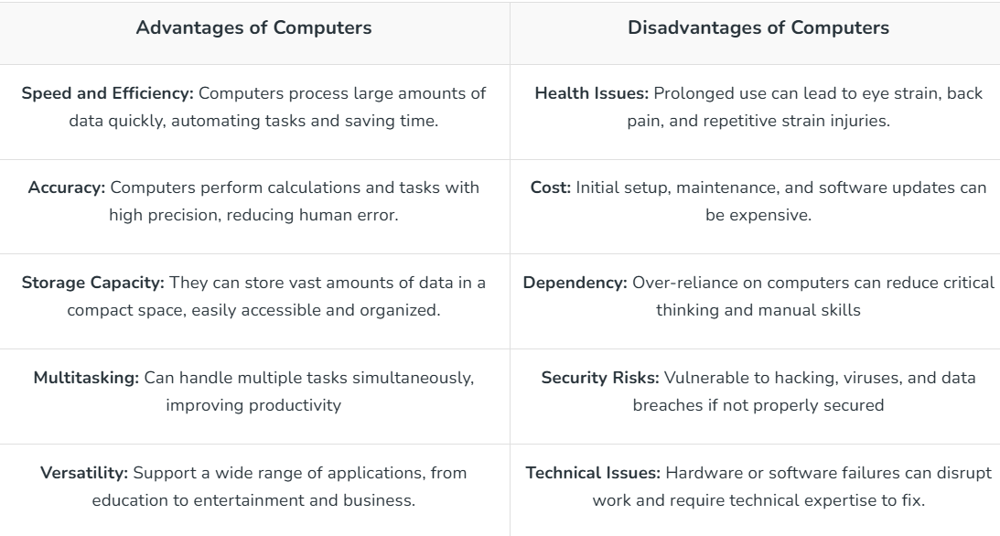 Advantages of Computers
Disadvantages of Computers
Speed and Efficiency: Computers process large amounts of
data quickly, automating tasks and saving time.
Health Issues: Prolonged use can lead to eye strain, back
pain, and repetitive strain injuries.
Accuracy: Computers perform calculations and tasks with
high precision, reducing human error.
Cost: Initial setup, maintenance, and software updates can
be expensive.
Storage Capacity: They can store vast amounts of data in a
compact space, easily accessible and organized.
Dependency: Over-reliance on computers can reduce critical
thinking and manual skills
Multitasking: Can handle multiple tasks simultaneously,
improving productivity
Security Risks: Vulnerable to hacking, viruses, and data
breaches if not properly secured
Versatility: Support a wide range of applications, from
education to entertainment and business.
Technical Issues: Hardware or software failures can disrupt
work and require technical expertise to fix.